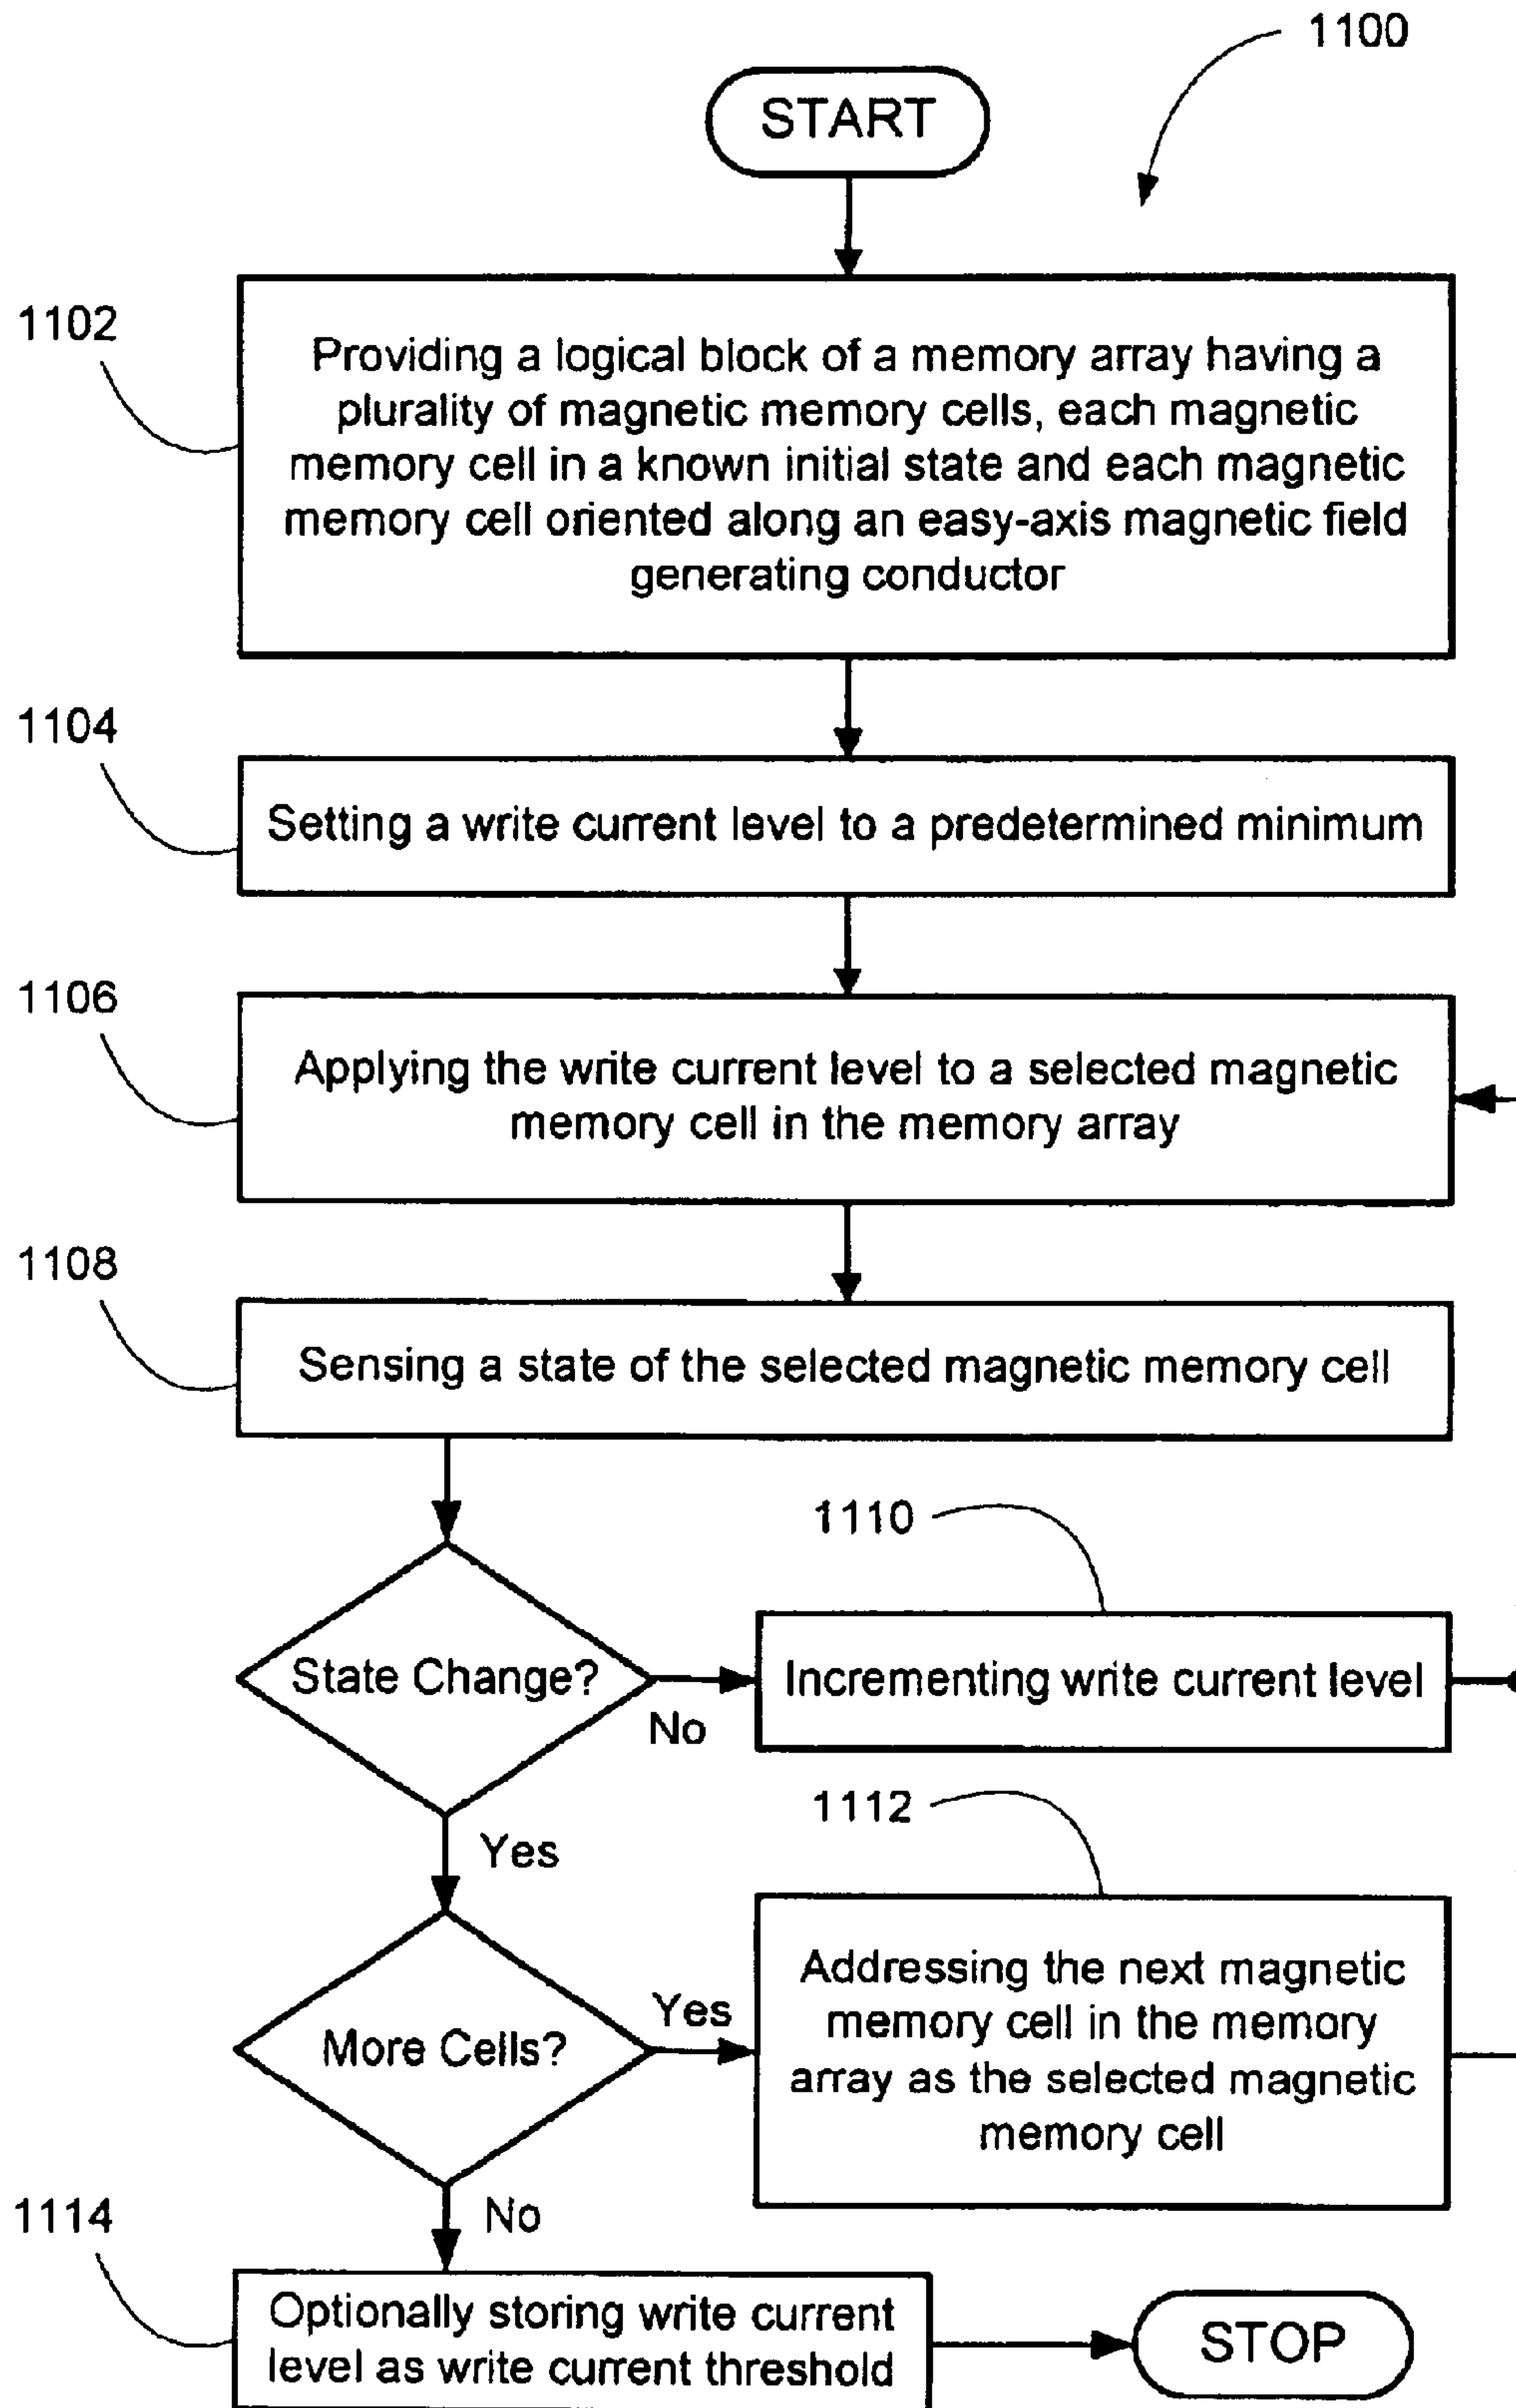 1100
START
1102
Providing a logical block of a memory array having a
plurality of magnetic memory cells, each magnetic
memory cell in a known initial state and each magnetic
memory cell oriented along an easy-axis magnetic field
generating conductor
1104
Setting a write current level to a predetermined minimum
1106
Applying the write current level to a selected magnetic
memory cell in the memory array
1108
Sensing a state of the selected magnetic memory cell
1110
State Change?
No
Incrementing write current level
Yes
1112
More Cells?
Yes
Addressing the next magnetic
memory cell in the memory
array as the selected magnetic
memory cell
No
1114
Optionally storing write current
level as write current threshold
STOP